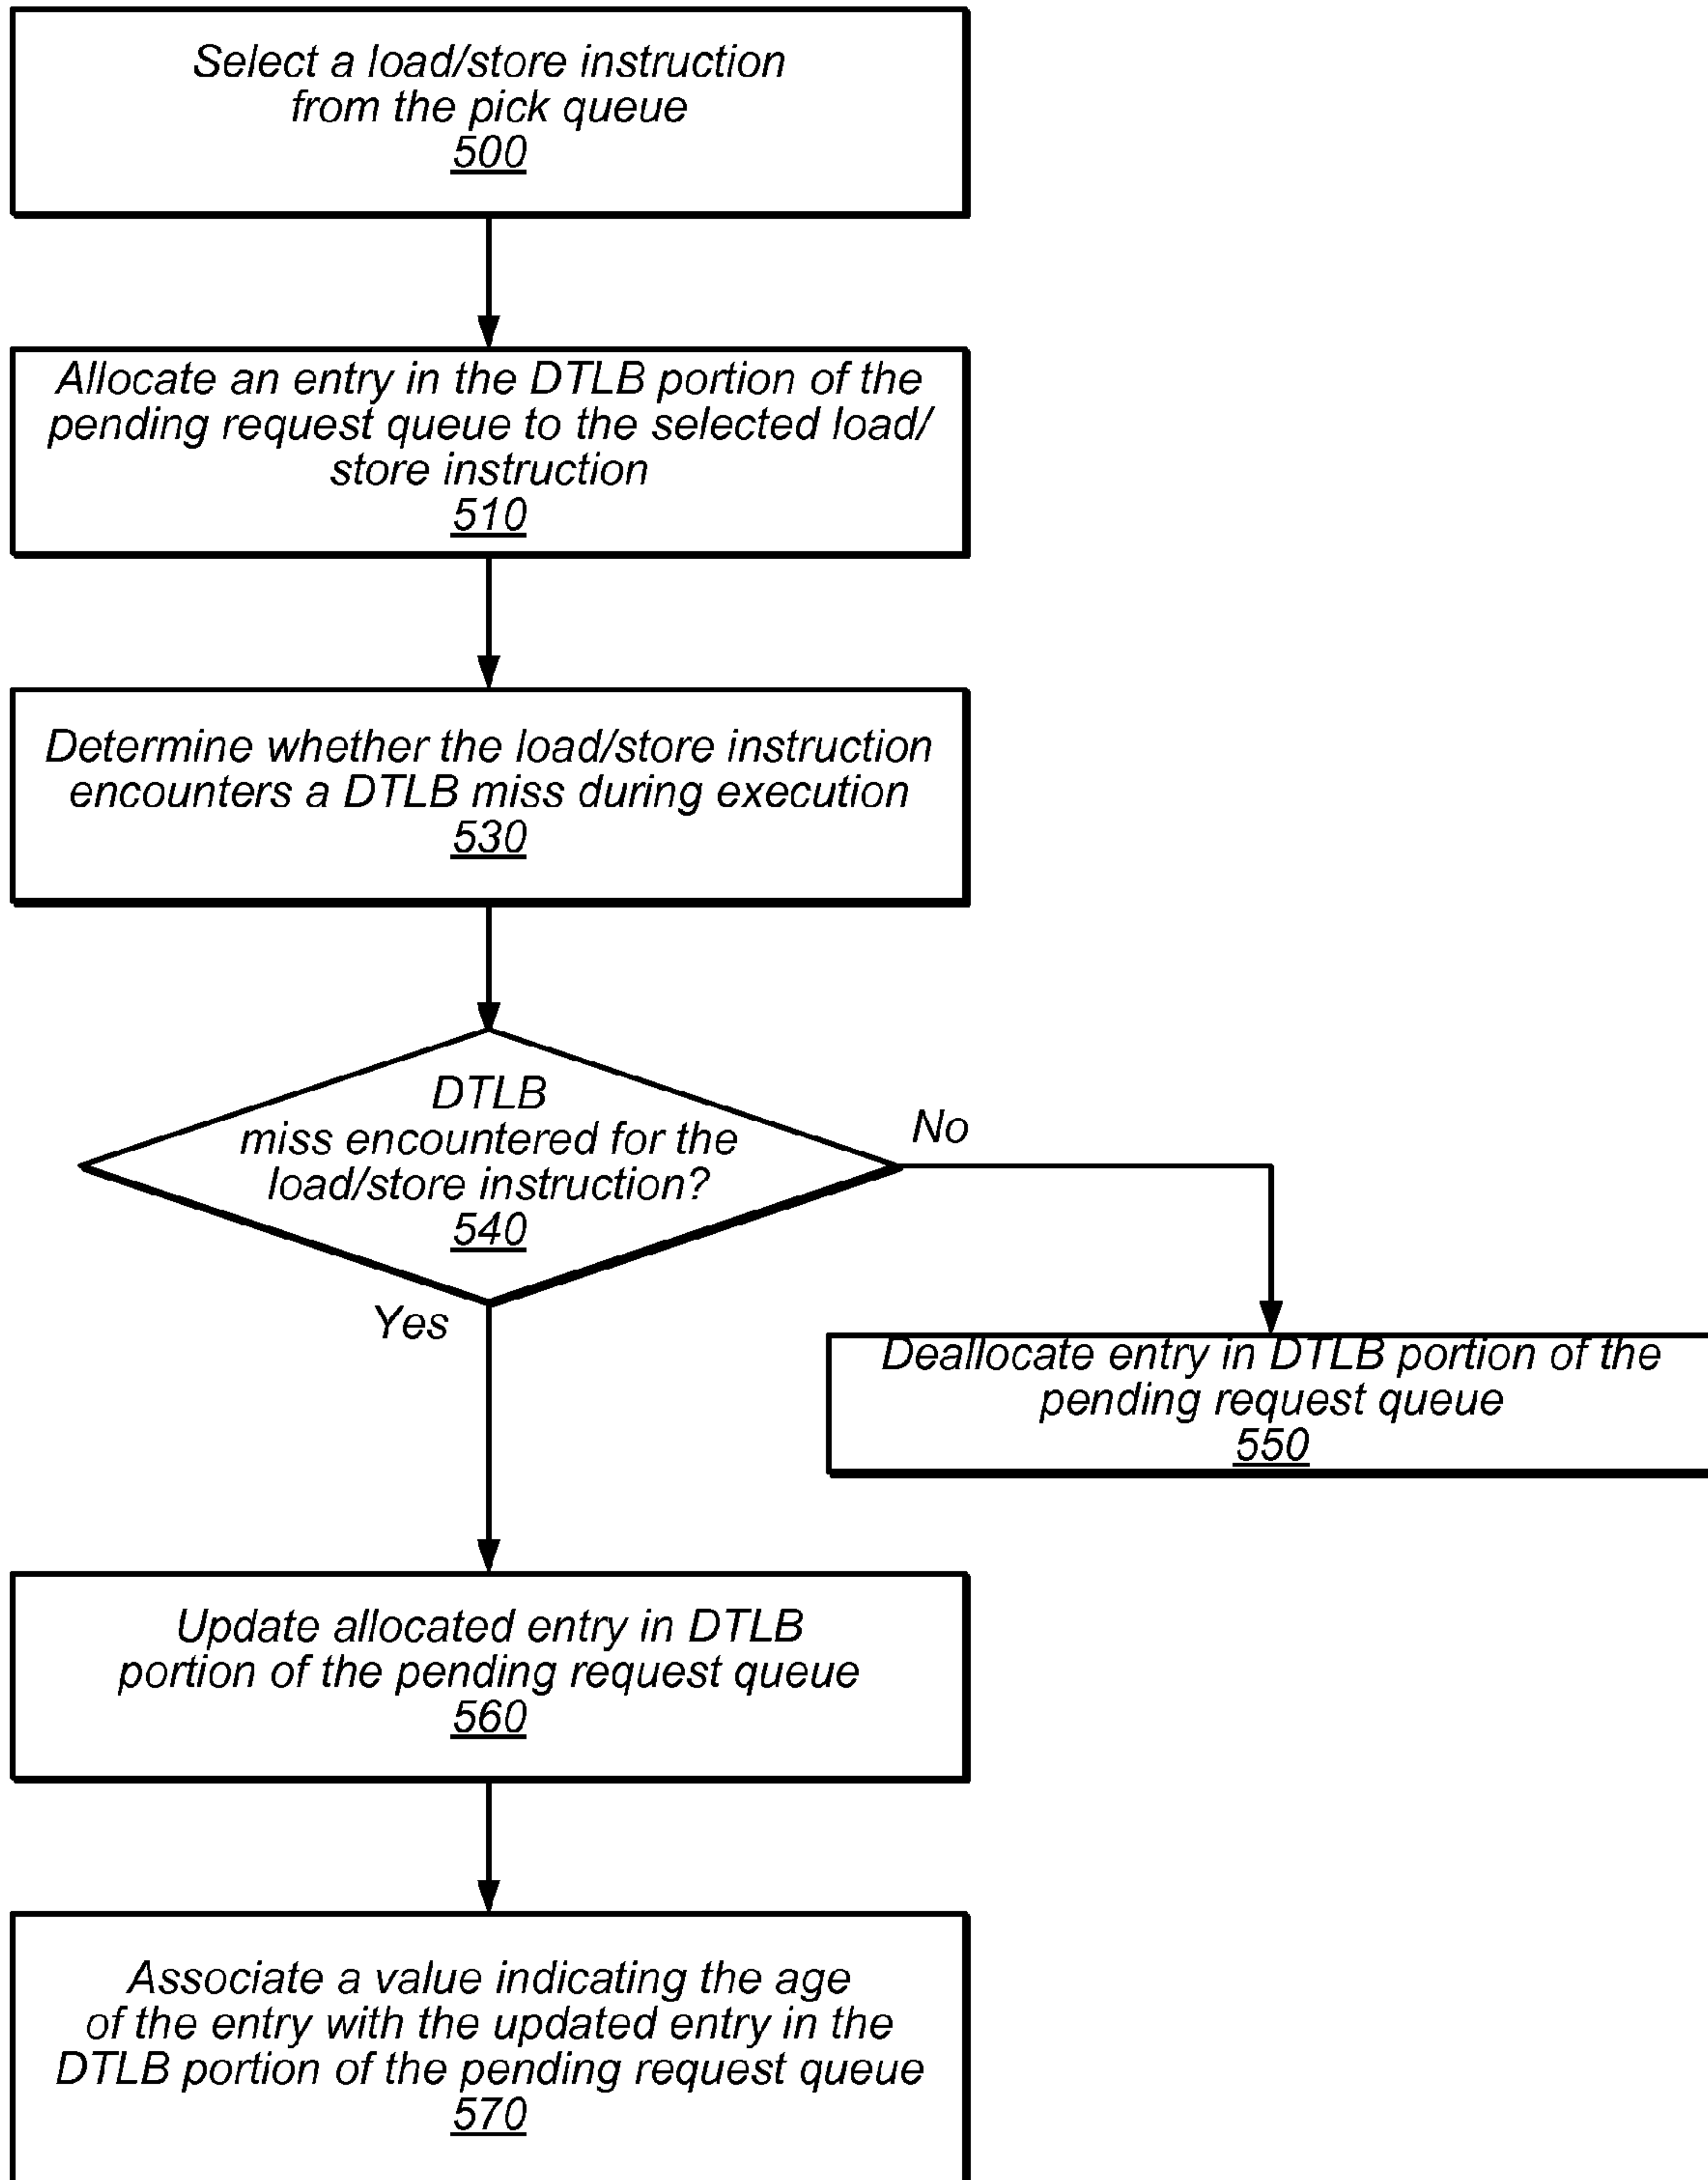 Select a load/store instruction
from the pick queue
500
Allocate an entry in the DTLB portion of the
pending request queue to the selected load/
store instruction
510
Determine whether the load/store instruction
encounters a DTLB miss during execution
530
DTLB
miss encountered for the
load/store instruction?
540
No
Yes
Deallocate entry in DTLB portion of the
pending request queue
550
Update allocated entry in DTLB
portion of the pending request queue
560
Associate a value indicating the age
of the entry with the updated entry in the
DTLB portion of the pending request queue
570